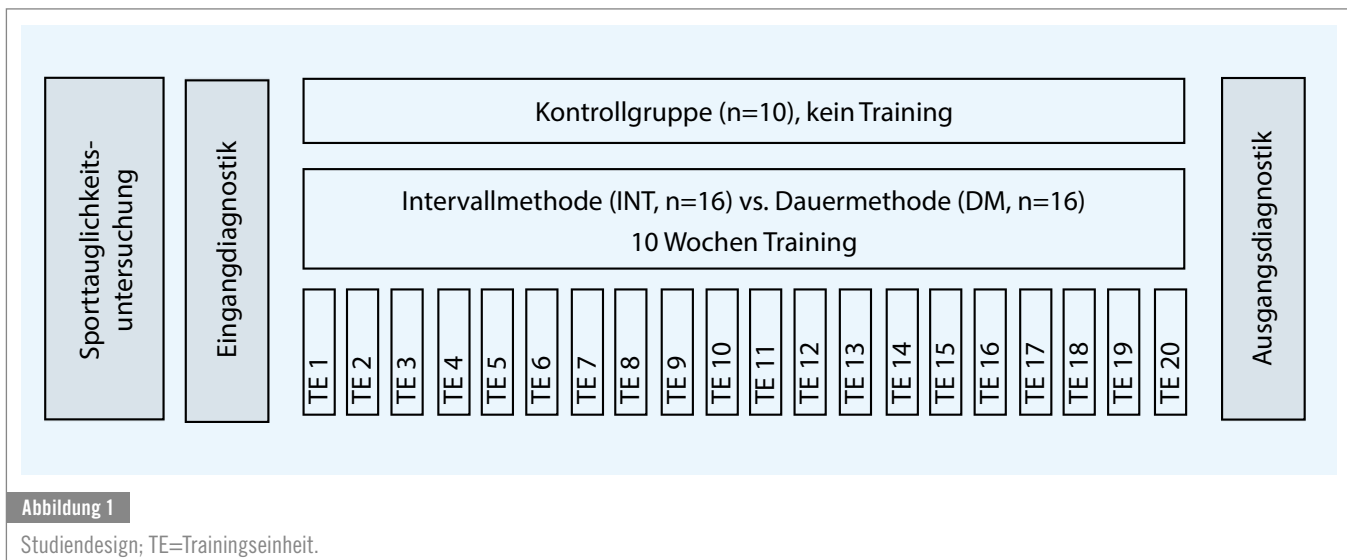 Sporttauglichkeits-
untersuchung
Eingangdiagnostik
Kontrollgruppe (n=10), kein Training
Intervallmethode (INT, n=16) vs. Dauermethode (DM, n=16)
10 Wochen Training
TE 1
TE 2
TE 3
TE 4
TE 5
TE 6
TE 7
TE 8
TE 9
TE 10
TE 11
TE 12
TE 13
TE 14
TE 15
TE 16
TE 17
TE 18
TE 19
TE 20
Ausgangsdiagnostik
Abbildung 1
Studiendesign; TE=Trainingseinheit.